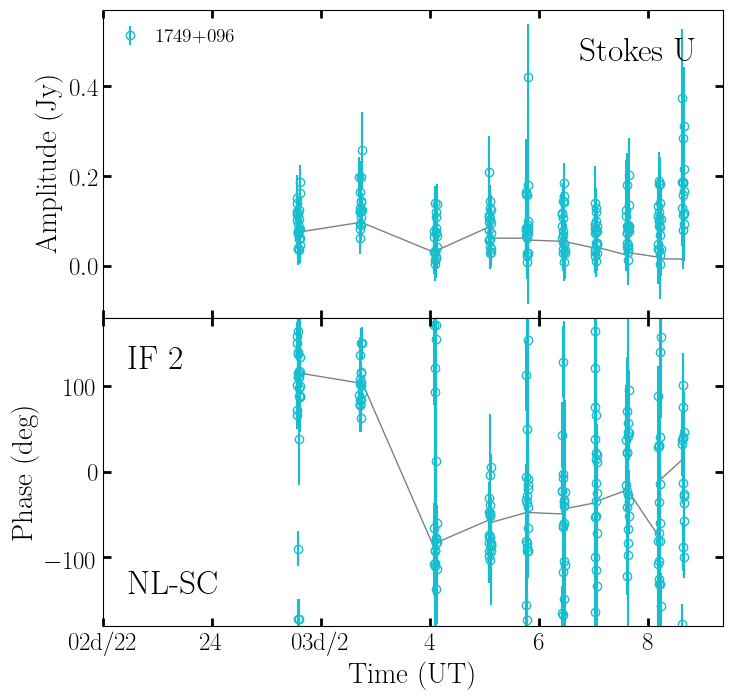 1749+096
Stokes U
Amplitude (Jy)
0.4
0.2
0.0
IF 2
Phase (deg)
100
0
−100
NL-SC
02d/22
24
03d/2
4
6
8
Time (UT)